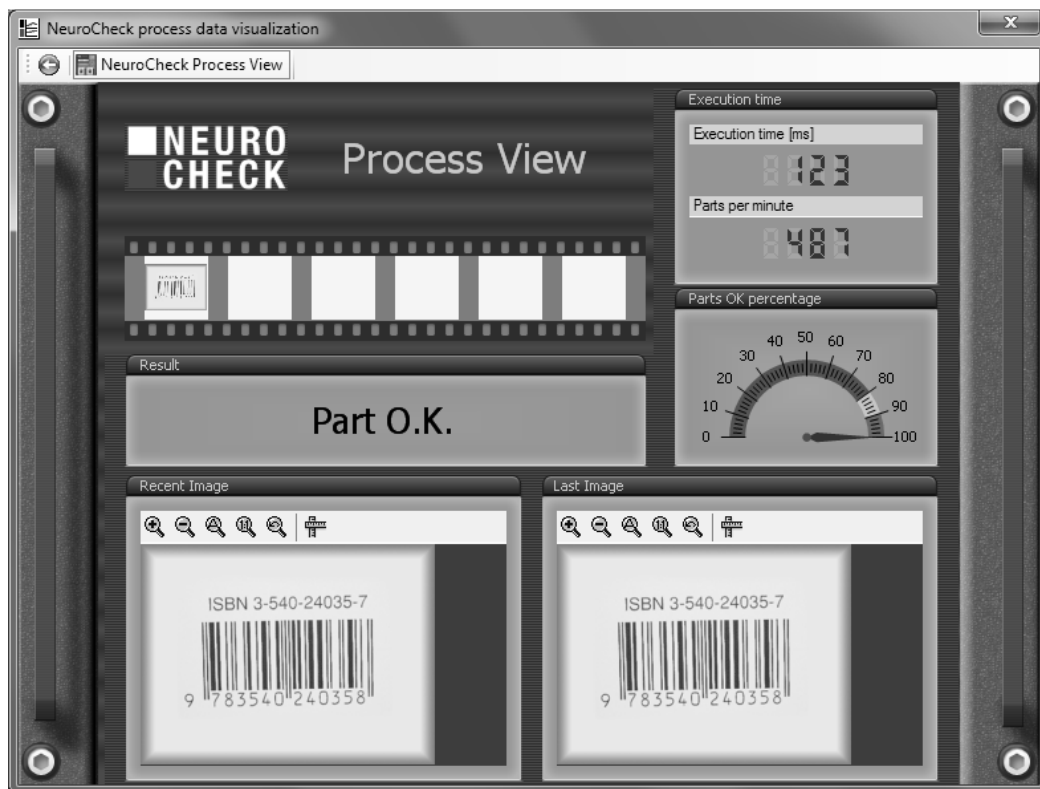 NeuroCheck process data visualization
NeuroCheck Process View
NEURO
CHECK
Process View
Execution time
Execution time [ms]
123
Parts per minute
487
Parts OK percentage
0 10 20 30 40 50 60 70 80 90 100
Result
Part O.K.
Recent Image
ISBN 3-540-24035-7
9 783540 240358
Last Image
ISBN 3-540-24035-7
9 783540 240358